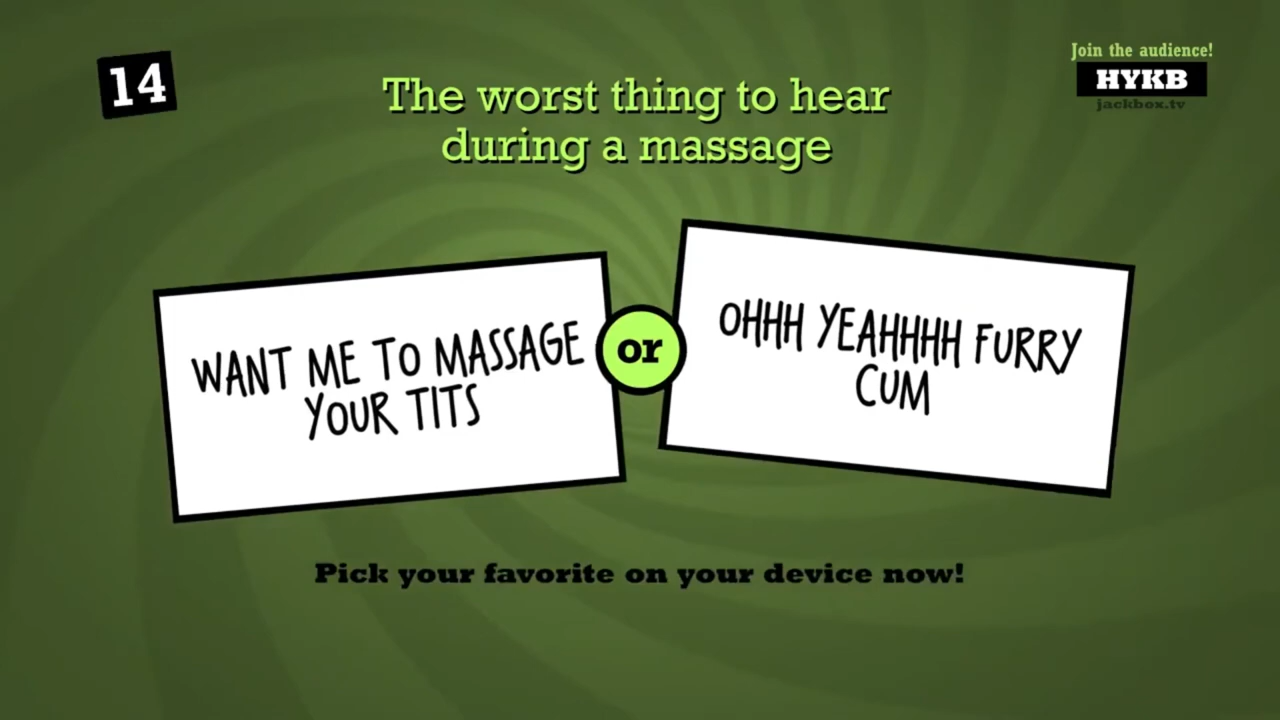 14
The worst thing to hear
during a massage
Join the audience!
HYKB
jackbox.tv
WANT ME TO MASSAGE
YOUR TITS
or
OHHH YEAHHHH FURRY
CUM
Pick your favorite on your device now!